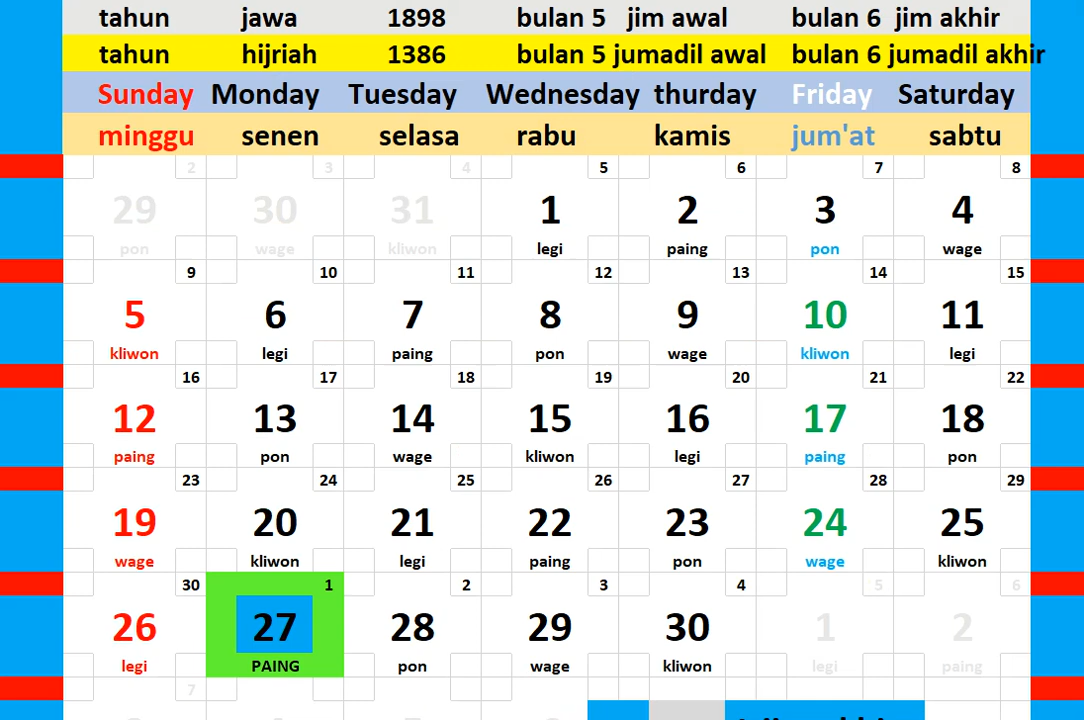 tahun jawa 1898 bulan 5 jim awal bulan 6 jim akhir
tahun hijriah 1386 bulan 5 jumadil awal bulan 6 jumadil akhir
Sunday Monday Tuesday Wednesday thurday Friday Saturday
minggu senen selasa rabu kamis jum'at sabtu
2 3 4 5 6 7 8
29 30 31 1 2 3 4
pon wage kliwon legi paing pon wage
9 10 11 12 13 14 15
5 6 7 8 9 10 11
kliwon legi paing pon wage kliwon legi
16 17 18 19 20 21 22
12 13 14 15 16 17 18
paing pon wage kliwon legi paing pon
23 24 25 26 27 28 29
19 20 21 22 23 24 25
wage kliwon legi paing pon wage kliwon
30 1 2 3 4 5 6
26 27 28 29 30 1 2
legi PAING pon wage kliwon legi paing
7